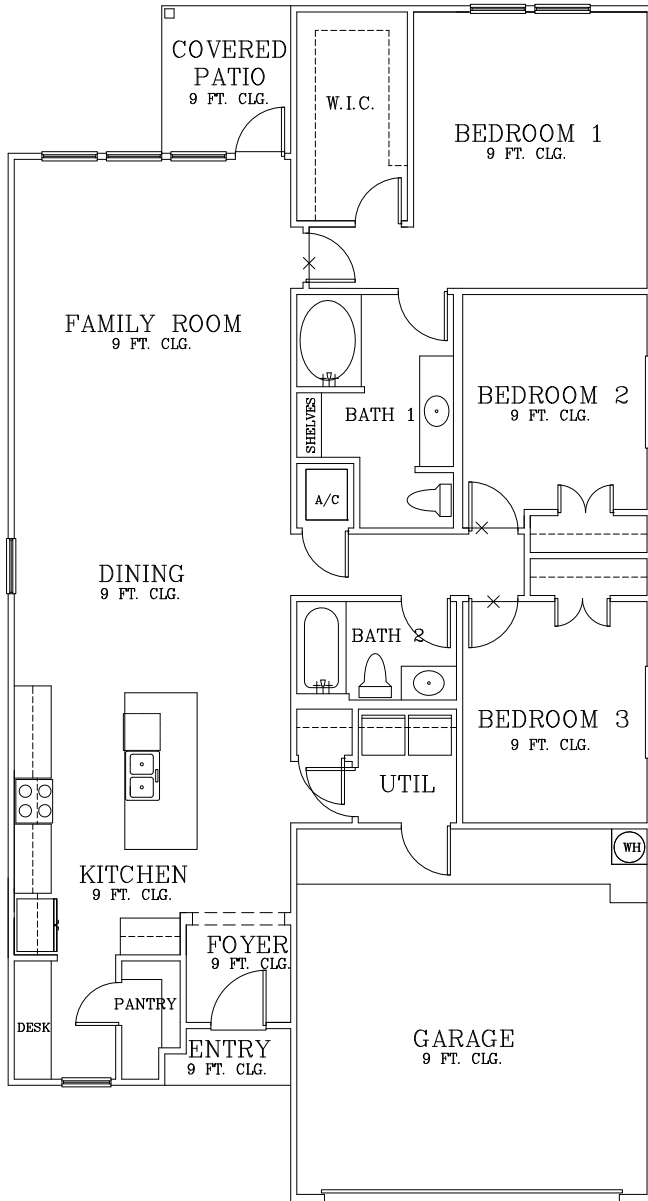 COVERED
PATIO
9 FT. CLG.
W.I.C.
BEDROOM 1
9 FT. CLG.
FAMILY ROOM
9 FT. CLG.
BATH 1
SHELVES
BEDROOM 2
9 FT. CLG.
A/C
DINING
9 FT. CLG.
BATH 2
BEDROOM 3
9 FT. CLG.
UTIL
WH
KITCHEN
9 FT. CLG.
FOYER
9 FT. CLG.
PANTRY
DESK
ENTRY
9 FT. CLG.
GARAGE
9 FT. CLG.